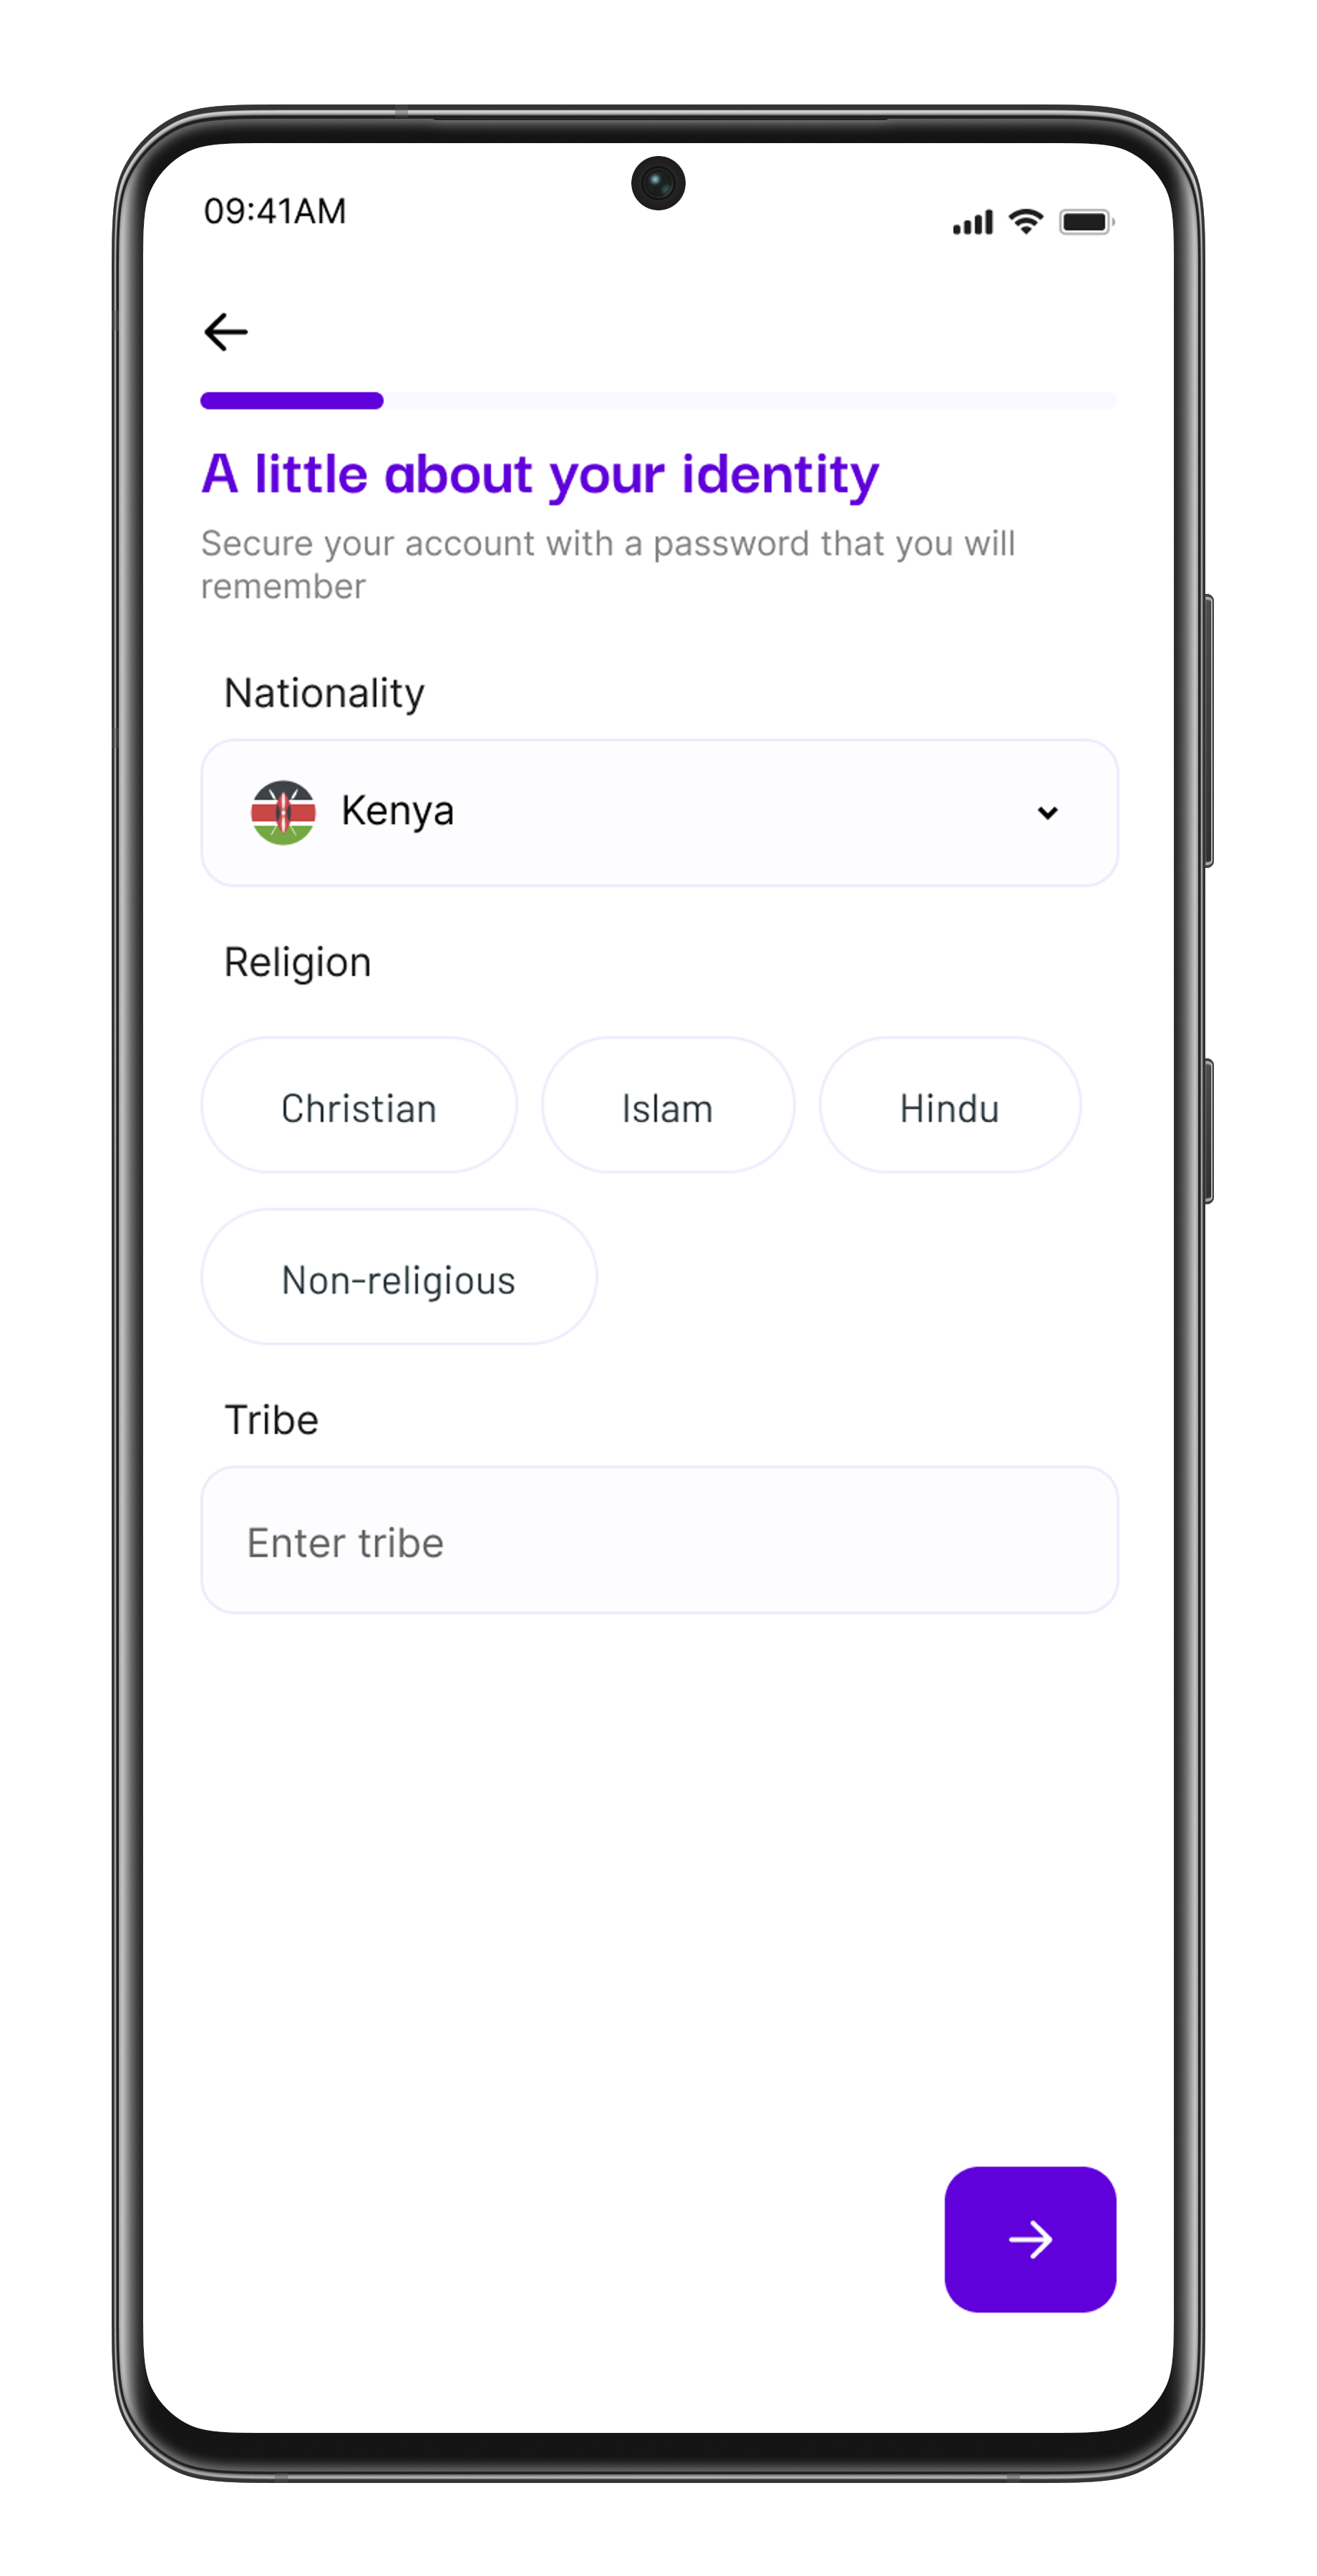 09:41AM
A little about your identity
Secure your account with a password that you will
remember
Nationality
Kenya
Religion
Christian Islam Hindu
Non-religious
Tribe
Enter tribe